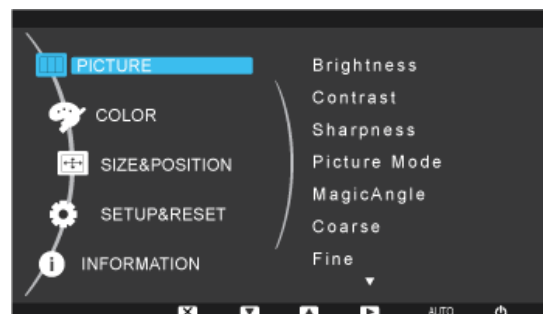 PICTURE
COLOR
SIZE&POSITION
SETUP&RESET
INFORMATION
Brightness
Contrast
Sharpness
Picture Mode
MagicAngle
Coarse
Fine
AUTO